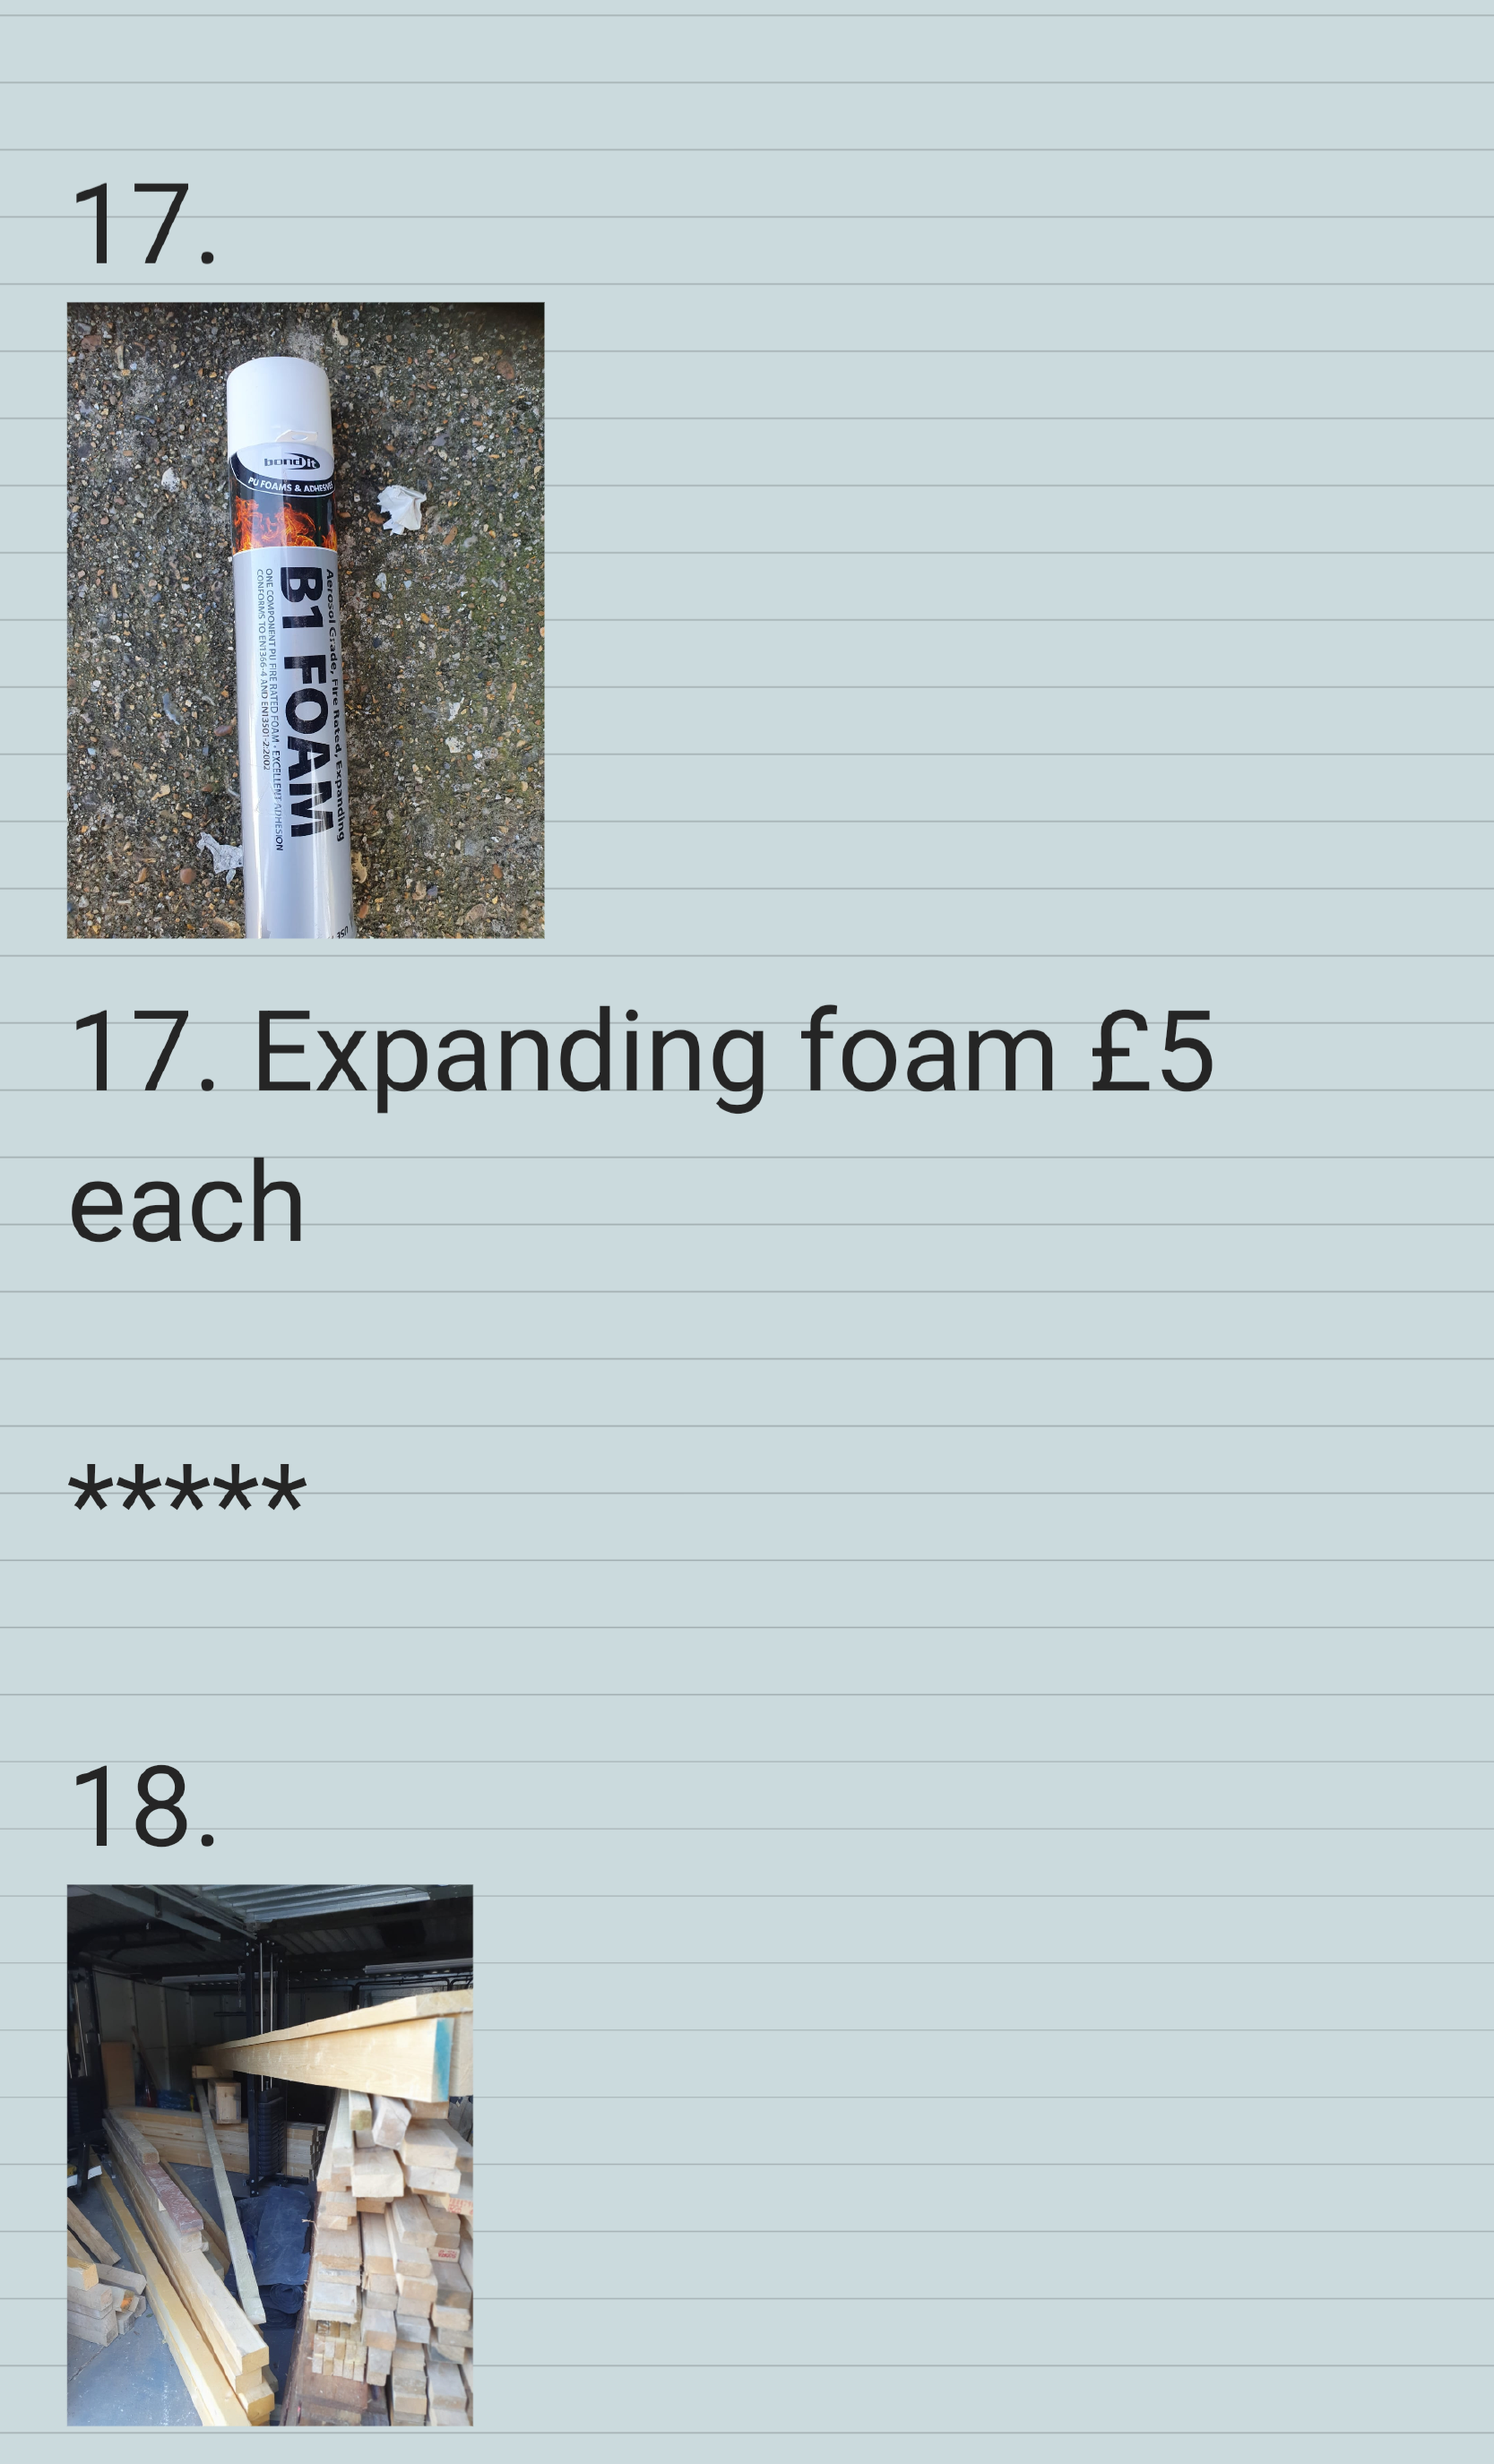 17.
bondit
PU FOAMS & ADHESIVES
Aerosol Grade, Fire Rated, Expanding
B1 FOAM
ONE COMPONENT PU FIRE RATED FOAM - EXCELLENT ADHESION
CONFORMS TO EN1366-4 AND EN13501-2:2002
17. Expanding foam £5
each
*****
18.